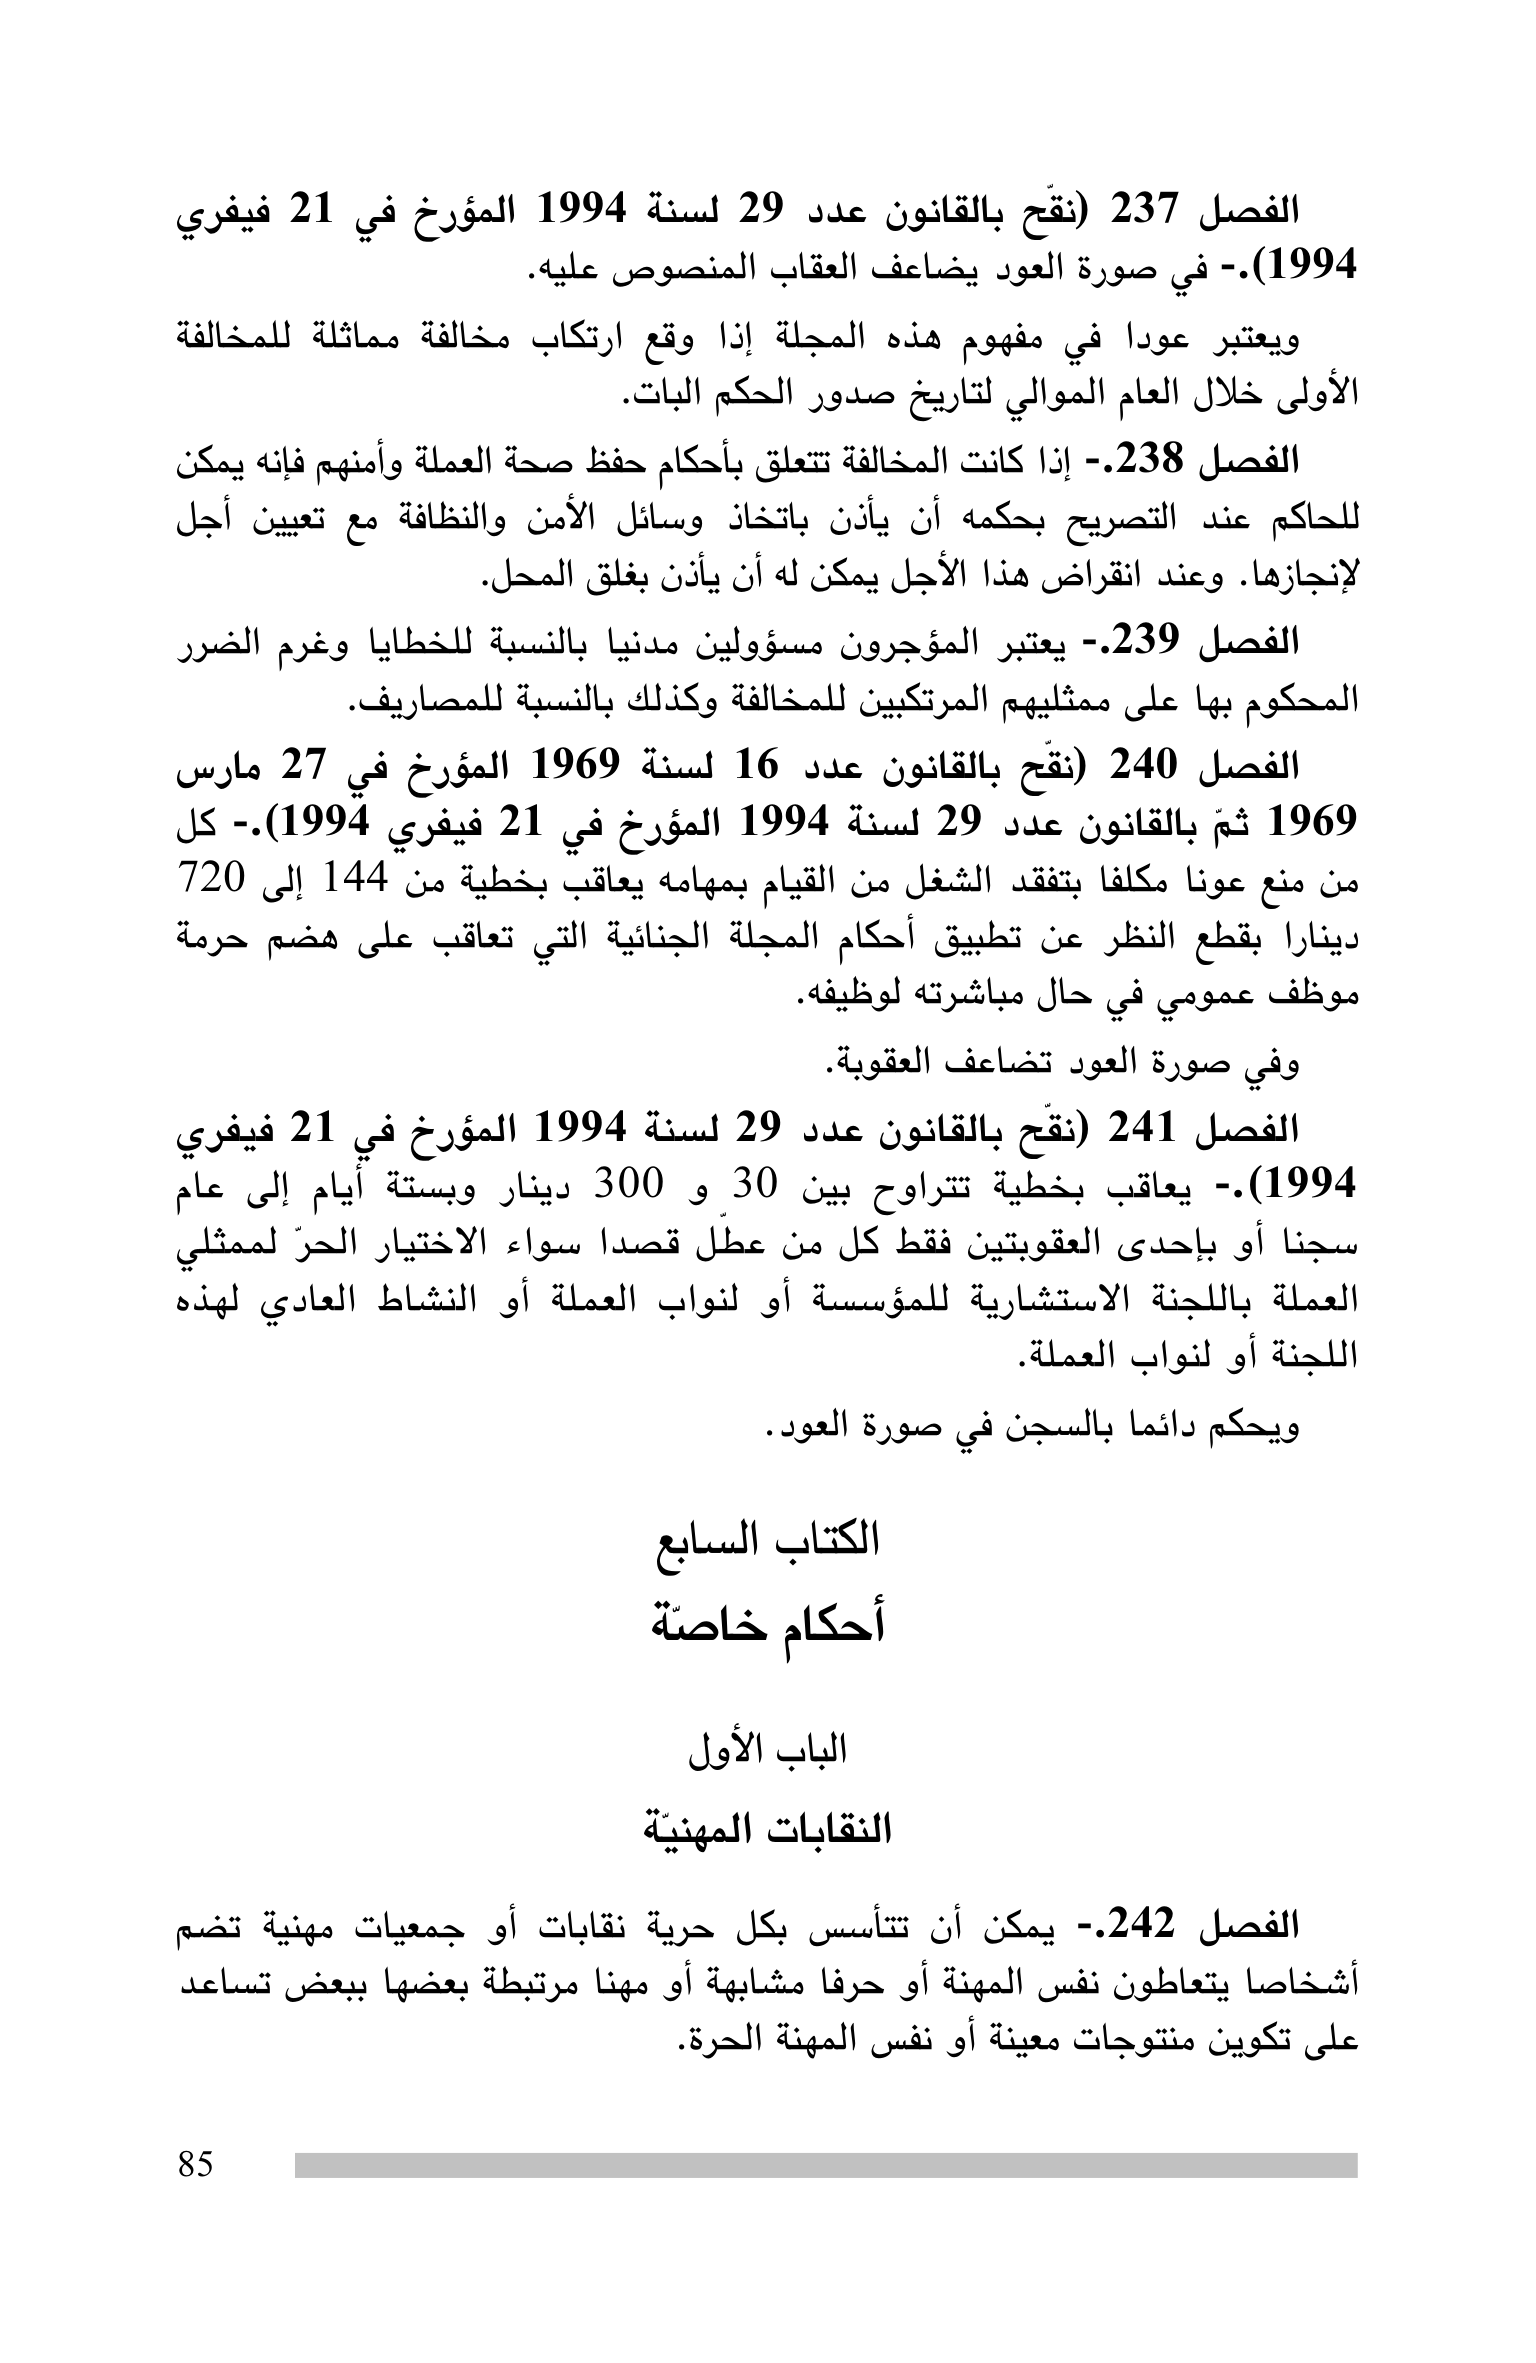 الفصل 237 (نقّح بالقانون عدد 29 لسنة 1994 المؤرخ في 21 فيفري
1994).- في صورة العود يضاعف العقاب المنصوص عليه.
ويعتبر عودا في مفهوم هذه المجلة إذا وقع ارتكاب مخالفة مماثلة للمخالفة
الأولى خلال العام الموالي لتاريخ صدور الحكم البات.
الفصل 238.- إذا كانت المخالفة تتعلق بأحكام حفظ صحة العملة وأمنهم فإنه يمكن
للحاكم عند التصريح بحكمه أن يأذن باتخاذ وسائل الأمن والنظافة مع تعيين أجل
لإنجازها. وعند انقراض هذا الأجل يمكن له أن يأذن بغلق المحل.
الفصل 239.- يعتبر المؤجرون مسؤولين مدنيا بالنسبة للخطايا وغرم الضرر
المحكوم بها على ممثليهم المرتكبين للمخالفة وكذلك بالنسبة للمصاريف.
الفصل 240 (نقّح بالقانون عدد 16 لسنة 1969 المؤرخ في 27 مارس
1969 ثمّ بالقانون عدد 29 لسنة 1994 المؤرخ في 21 فيفري 1994).- كل
من منع عونا مكلفا بتفقد الشغل من القيام بمهامه يعاقب بخطية من 144 إلى 720
دينارا بقطع النظر عن تطبيق أحكام المجلة الجنائية التي تعاقب على هضم حرمة
موظف عمومي في حال مباشرته لوظيفه.
وفي صورة العود تضاعف العقوبة.
الفصل 241 (نقّح بالقانون عدد 29 لسنة 1994 المؤرخ في 21 فيفري
1994).- يعاقب بخطية تتراوح بين 30 و 300 دينار وبستة أيام إلى عام
سجنا أو بإحدى العقوبتين فقط كل من عطّل قصدا سواء الاختيار الحرّ لممثلي
العملة باللجنة الاستشارية للمؤسسة أو لنواب العملة أو النشاط العادي لهذه
اللجنة أو لنواب العملة.
ويحكم دائما بالسجن في صورة العود.
الكتاب السابع
أحكام خاصّة
الباب الأول
النقابات المهنيّة
الفصل 242.- يمكن أن تتأسس بكل حرية نقابات أو جمعيات مهنية تضم
أشخاصا يتعاطون نفس المهنة أو حرفا مشابهة أو مهنا مرتبطة بعضها ببعض تساعد
على تكوين منتوجات معينة أو نفس المهنة الحرة.
85